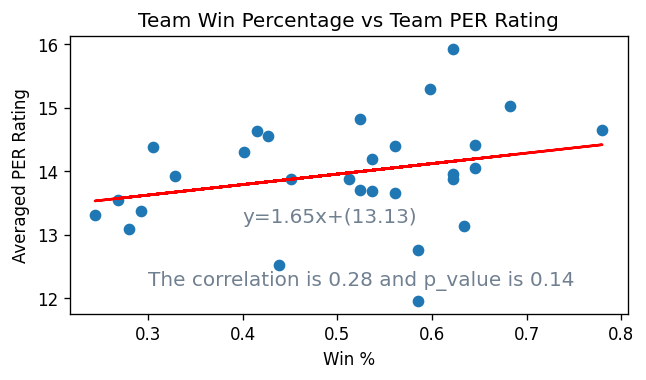 Team Win Percentage vs Team PER Rating
16
15
14
13
12
Averaged PER Rating
y=1.65x+(13.13)
The correlation is 0.28 and p_value is 0.14
0.3 0.4 0.5 0.6 0.7 0.8
Win %